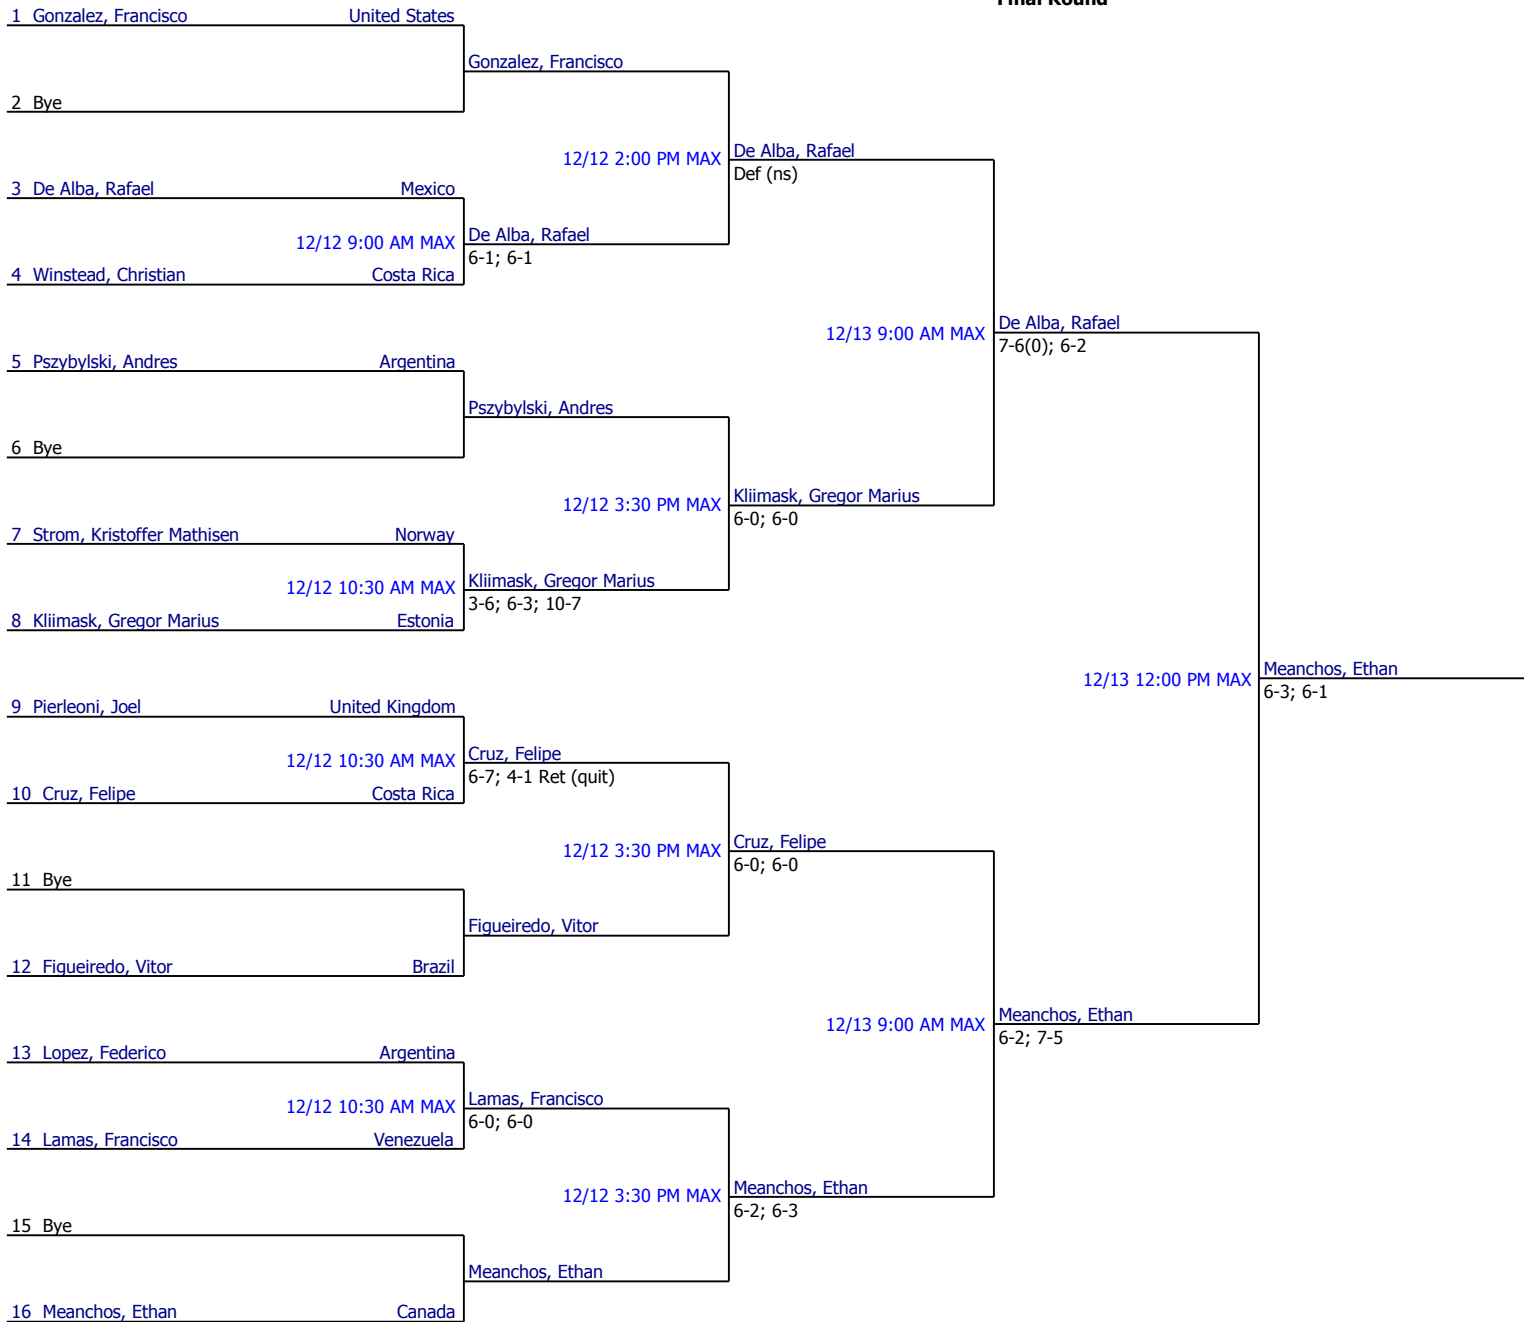 Final Round
1 Gonzalez, Francisco United States
Gonzalez, Francisco
2 Bye
12/12 2:00 PM MAX De Alba, Rafael
Def (ns)
3 De Alba, Rafael Mexico
12/12 9:00 AM MAX De Alba, Rafael
6-1; 6-1
4 Winstead, Christian Costa Rica
12/13 9:00 AM MAX De Alba, Rafael
7-6(0); 6-2
5 Pszybylski, Andres Argentina
Pszybylski, Andres
6 Bye
12/12 3:30 PM MAX Kliimask, Gregor Marius
6-0; 6-0
7 Strom, Kristoffer Mathisen Norway
12/12 10:30 AM MAX Kliimask, Gregor Marius
3-6; 6-3; 10-7
8 Kliimask, Gregor Marius Estonia
12/13 12:00 PM MAX Meanchos, Ethan
6-3; 6-1
9 Pierleoni, Joel United Kingdom
12/12 10:30 AM MAX Cruz, Felipe
6-7; 4-1 Ret (quit)
10 Cruz, Felipe Costa Rica
12/12 3:30 PM MAX Cruz, Felipe
6-0; 6-0
11 Bye
Figueiredo, Vitor
12 Figueiredo, Vitor Brazil
12/13 9:00 AM MAX Meanchos, Ethan
6-2; 7-5
13 Lopez, Federico Argentina
12/12 10:30 AM MAX Lamas, Francisco
6-0; 6-0
14 Lamas, Francisco Venezuela
12/12 3:30 PM MAX Meanchos, Ethan
6-2; 6-3
15 Bye
Meanchos, Ethan
16 Meanchos, Ethan Canada